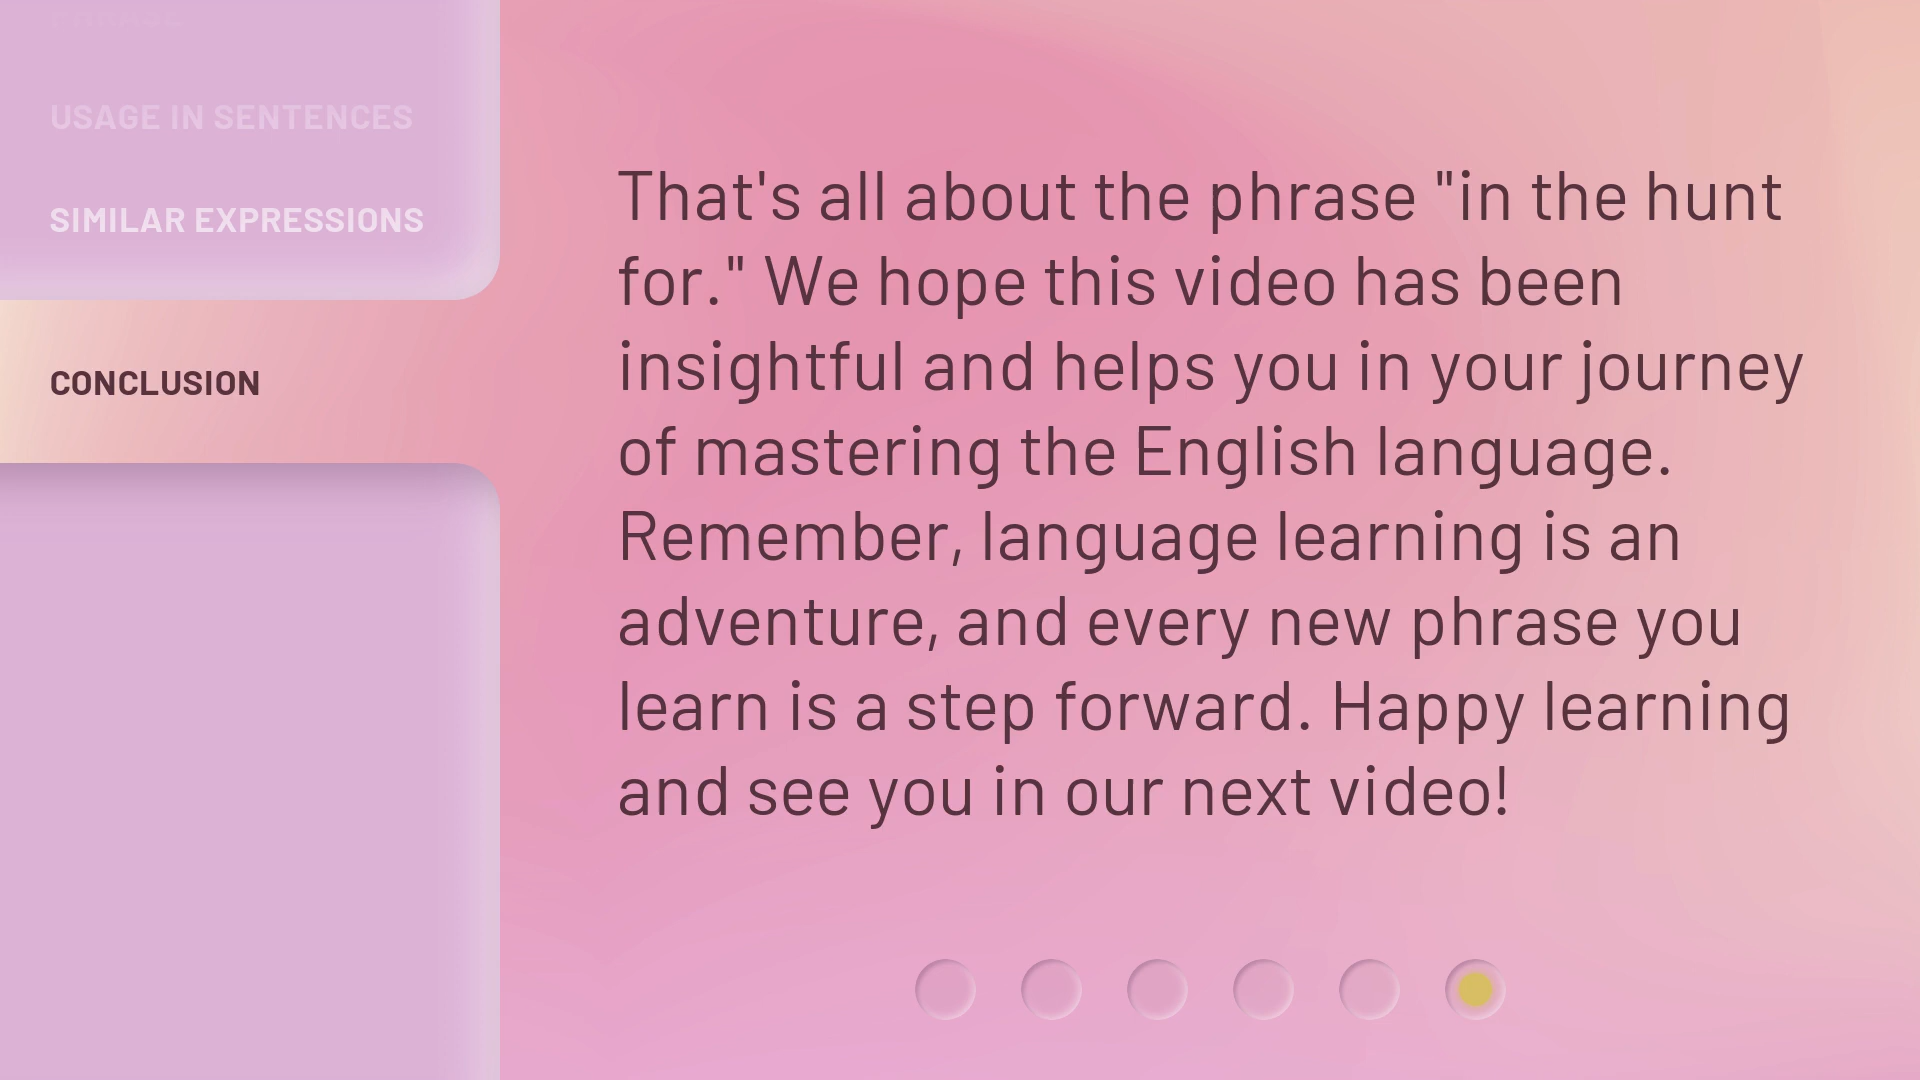 USAGE IN SENTENCES
SIMILAR EXPRESSIONS
CONCLUSION
That's all about the phrase "in the hunt
for." We hope this video has been
insightful and helps you in your journey
of mastering the English language.
Remember, language learning is an
adventure, and every new phrase you
learn is a step forward. Happy learning
and see you in our next video!